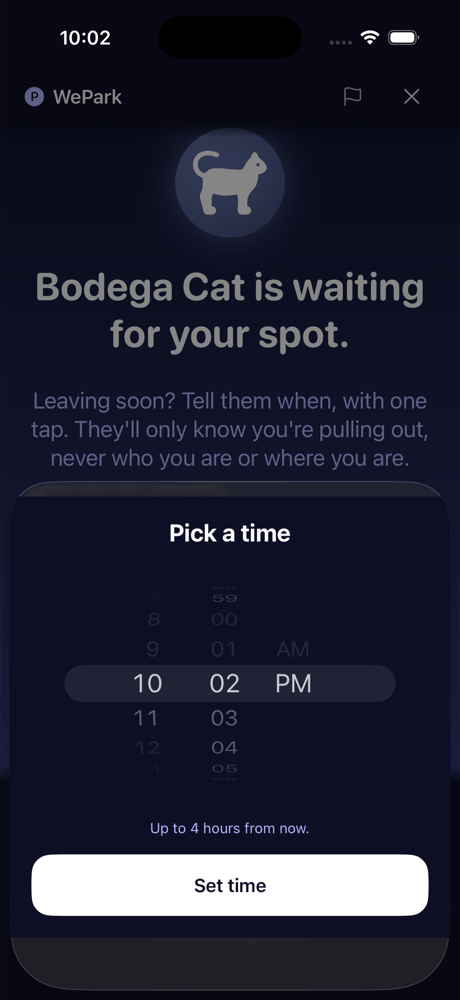 10:02
P WePark
Bodega Cat is waiting
for your spot.
Leaving soon? Tell them when, with one
tap. They'll only know you're pulling out,
never who you are or where you are.
Pick a time
7 59
8 00
9 01 AM
10 02 PM
11 03
12 04
1 05
Up to 4 hours from now.
Set time